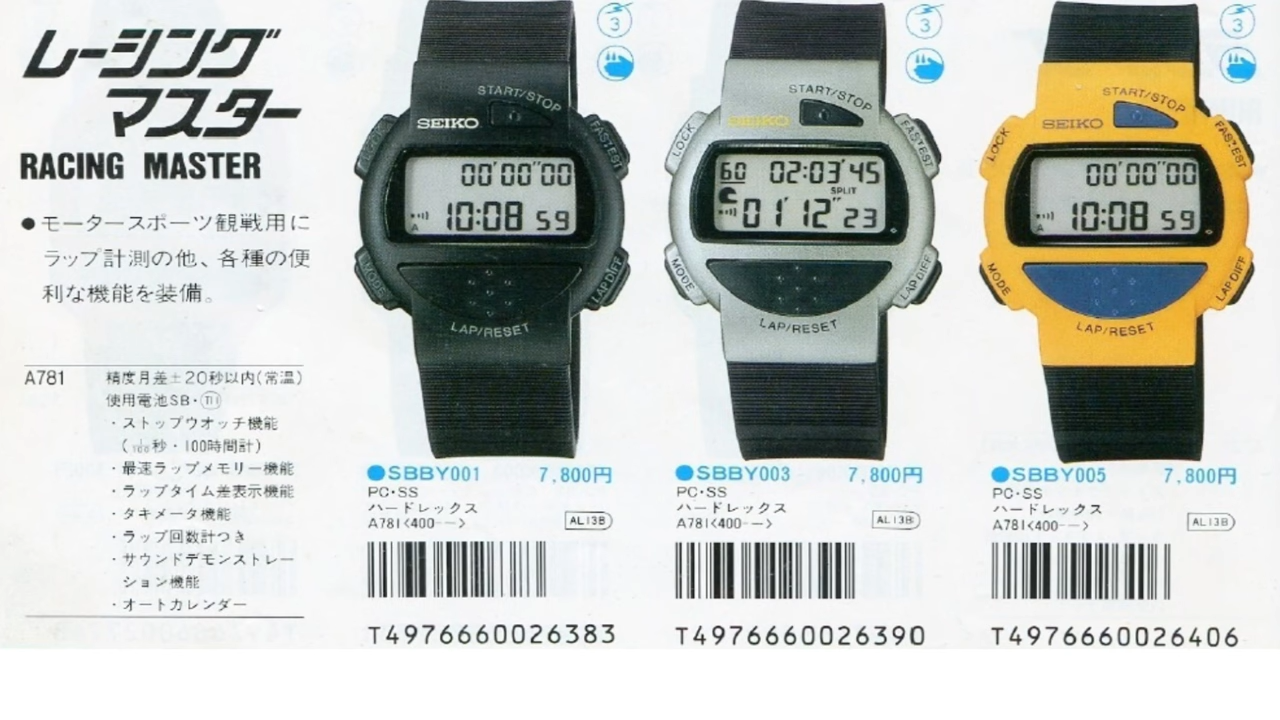 レーシング
マスター
RACING MASTER
●モータースポーツ観戦用に
ラップ計測の他、各種の便
利な機能を装備。
A781
精度月差±20秒以内(常温)
使用電池SB・
・ストップウオッチ機能
(1/100秒・100時間計)
・最速ラップメモリー機能
・ラップタイム差表示機能
・タキメータ機能
・ラップ回数計つき
・サウンドデモンストレー
ション機能
・オートカレンダー
3
START/STOP
SEIKO
LOCK
FASTEST
00'00"00
A 10:08 59
MODE
LAP DIFF
LAP/RESET
●SBBY001 7,800円
PC・SS
ハードレックス
A781<400-->
AL13B
T4976660026383
3
START/STOP
SEIKO
LOCK
FASTEST
60 02:03'45
SPLIT
01'12"23
MODE
LAP DIFF
LAP/RESET
●SBBY003 7,800円
PC・SS
ハードレックス
A781<400-->
AL13B
T4976660026390
3
START/STOP
SEIKO
LOCK
FASTEST
00'00"00
A 10:08 59
MODE
LAP DIFF
LAP/RESET
●SBBY005 7,800円
PC・SS
ハードレックス
A781<400-->
AL13B
T4976660026406